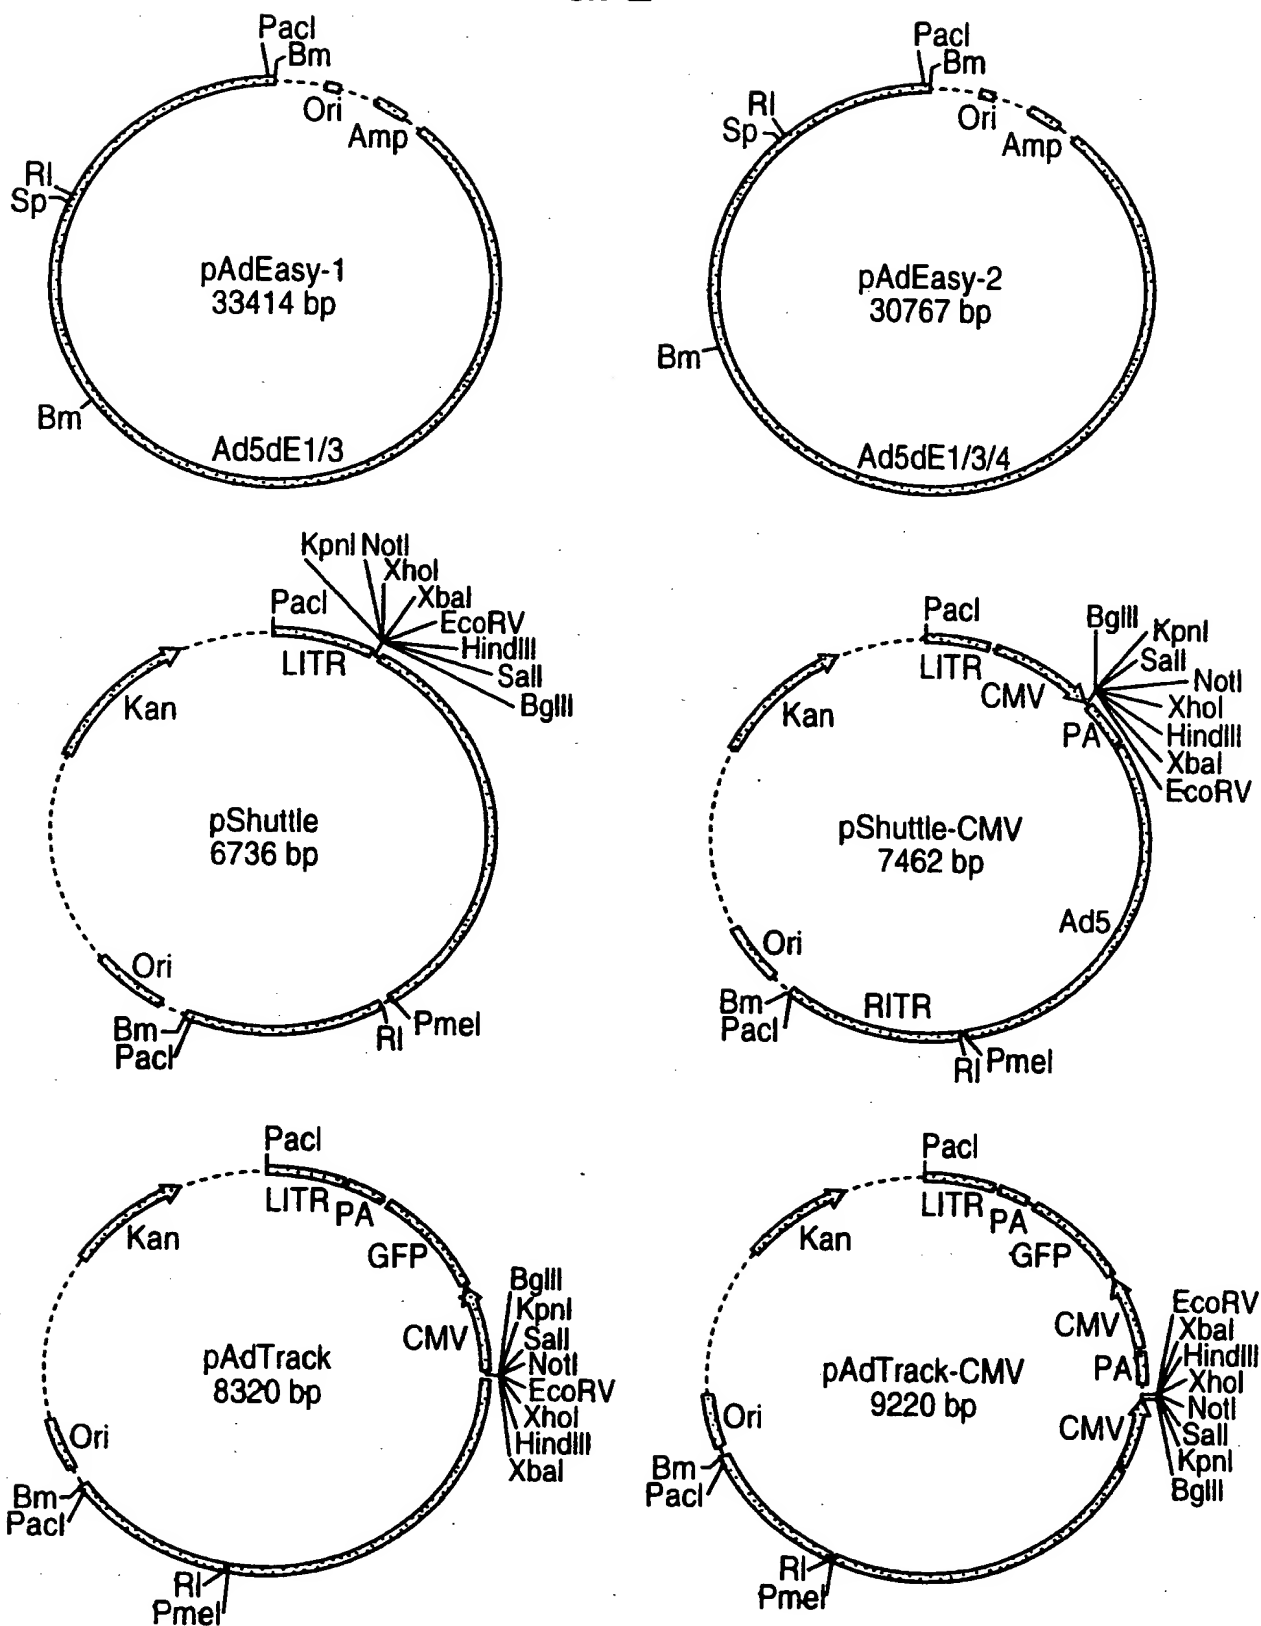 PacI
Bm
Ori
Amp
RI
Sp
pAdEasy-1
33414 bp
Bm
Ad5dE1/3
PacI
Bm
Ori
Amp
RI
Sp
pAdEasy-2
30767 bp
Bm
Ad5dE1/3/4
KpnI NotI
XhoI
XbaI
EcoRV
HindIII
SalI
BglII
PacI
LITR
Kan
pShuttle
6736 bp
Ori
Bm
PacI
RI
PmeI
PacI
LITR
CMV
PA
BglII
KpnI
SalI
NotI
XhoI
HindIII
XbaI
EcoRV
Kan
pShuttle-CMV
7462 bp
Ad5
Ori
Bm
PacI
RITR
RI
PmeI
PacI
LITR
PA
GFP
Kan
CMV
BglII
KpnI
SalI
NotI
EcoRV
XhoI
HindIII
XbaI
pAdTrack
8320 bp
Ori
Bm
PacI
RI
PmeI
PacI
LITR
PA
GFP
Kan
CMV
PA
CMV
EcoRV
XbaI
HindIII
XhoI
NotI
SalI
KpnI
BglII
pAdTrack-CMV
9220 bp
Ori
Bm
PacI
RI
PmeI